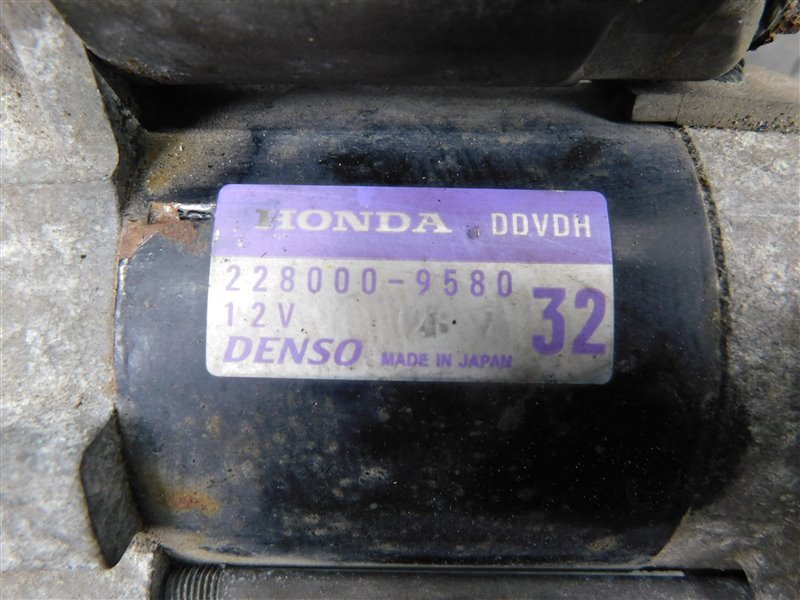 HONDA DDVDH
228000-9580
12V
32
DENSO MADE IN JAPAN